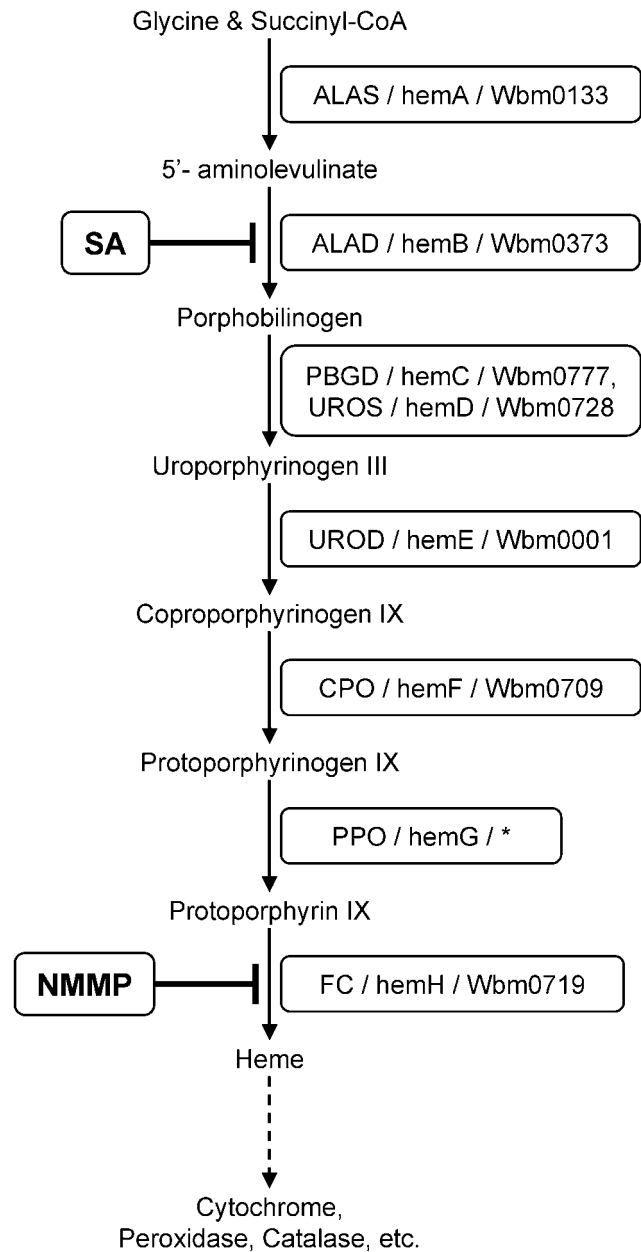 Glycine & Succinyl-CoA
ALAS / hemA / Wbm0133
5'- aminolevulinate
SA
ALAD / hemB / Wbm0373
Porphobilinogen
PBGD / hemC / Wbm0777,
UROS / hemD / Wbm0728
Uroporphyrinogen III
UROD / hemE / Wbm0001
Coproporphyrinogen IX
CPO / hemF / Wbm0709
Protoporphyrinogen IX
PPO / hemG / *
Protoporphyrin IX
NMMP
FC / hemH / Wbm0719
Heme
Cytochrome,
Peroxidase, Catalase, etc.